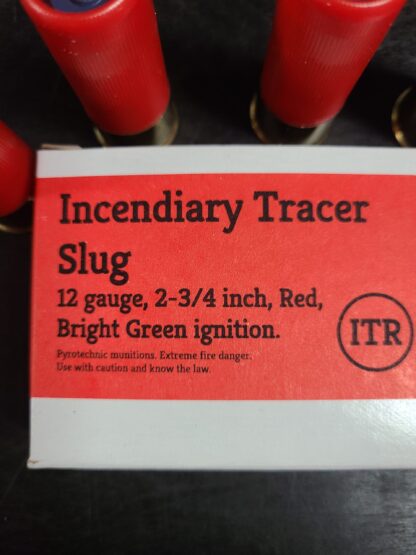 Incendiary Tracer
Slug
12 gauge, 2-3/4 inch, Red,
Bright Green ignition.
ITR
Pyrotechnic munitions. Extreme fire danger.
Use with caution and know the law.